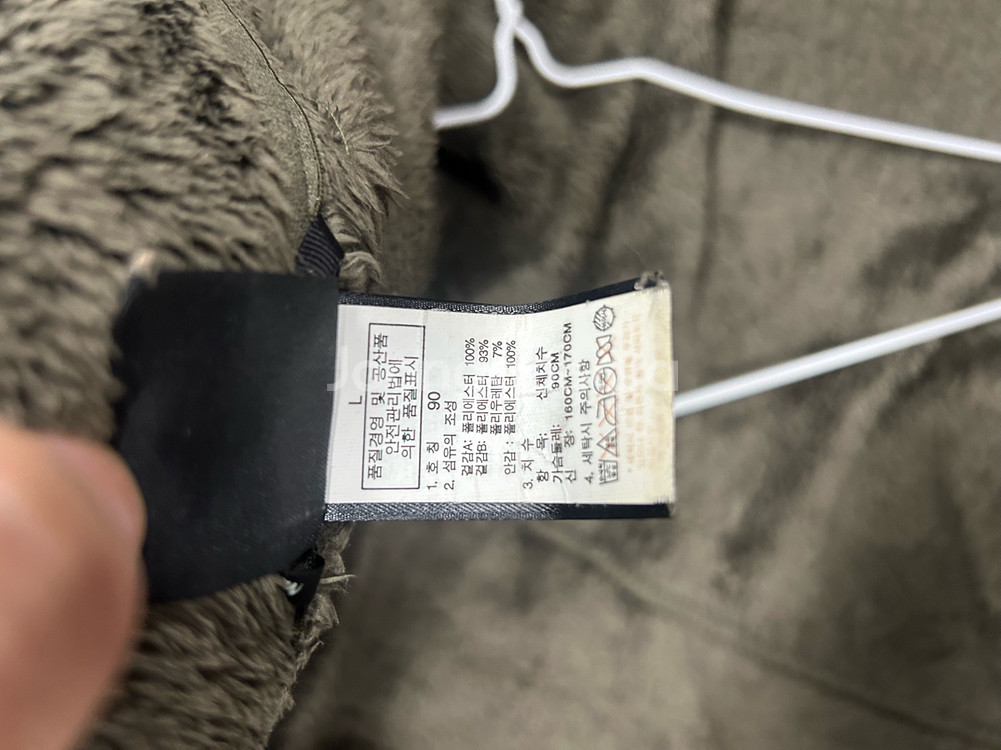 L
품질경영 및 공산품
안전관리법에
의한 품질표시
1. 호 칭 90
2. 섬유의 조성
겉감A: 폴리에스터 100%
겉감B: 폴리에스터 93%
폴리우레탄 7%
안감 : 폴리에스터 100%
3. 치 수
항 목; 신체치수
가슴둘레: 90CM
신 장: 160CM-170CM
4. 세탁시 주의사항